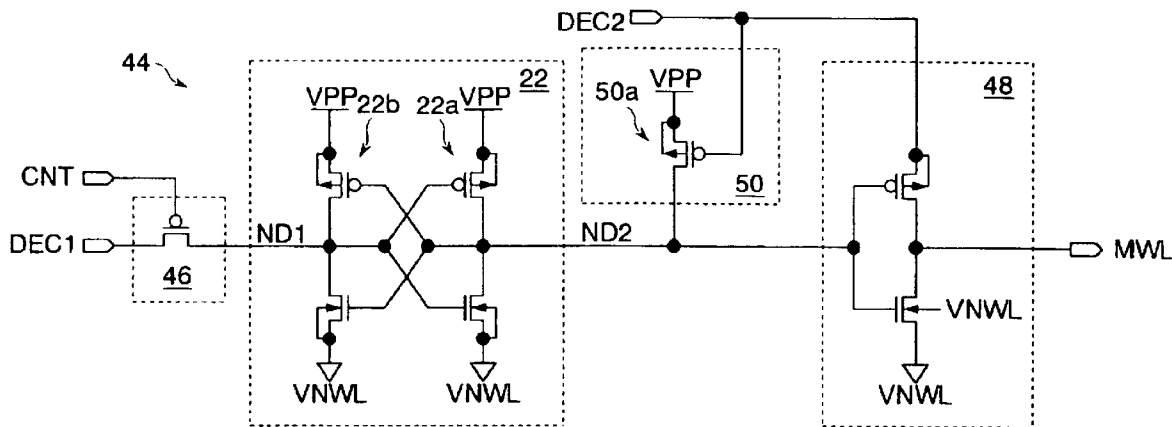 DEC2
44
22
VPP
22b
22a
VPP
50a
VPP
48
CNT
50
DEC1
ND1
ND2
MWL
46
VNWL
VNWL
VNWL
VNWL